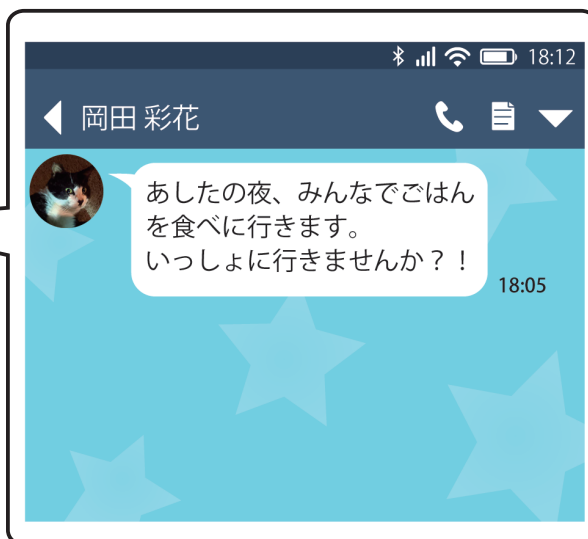 18:12
岡田 彩花
あしたの夜、みんなでごはん
を食べに行きます。
いっしょに行きませんか？！
18:05